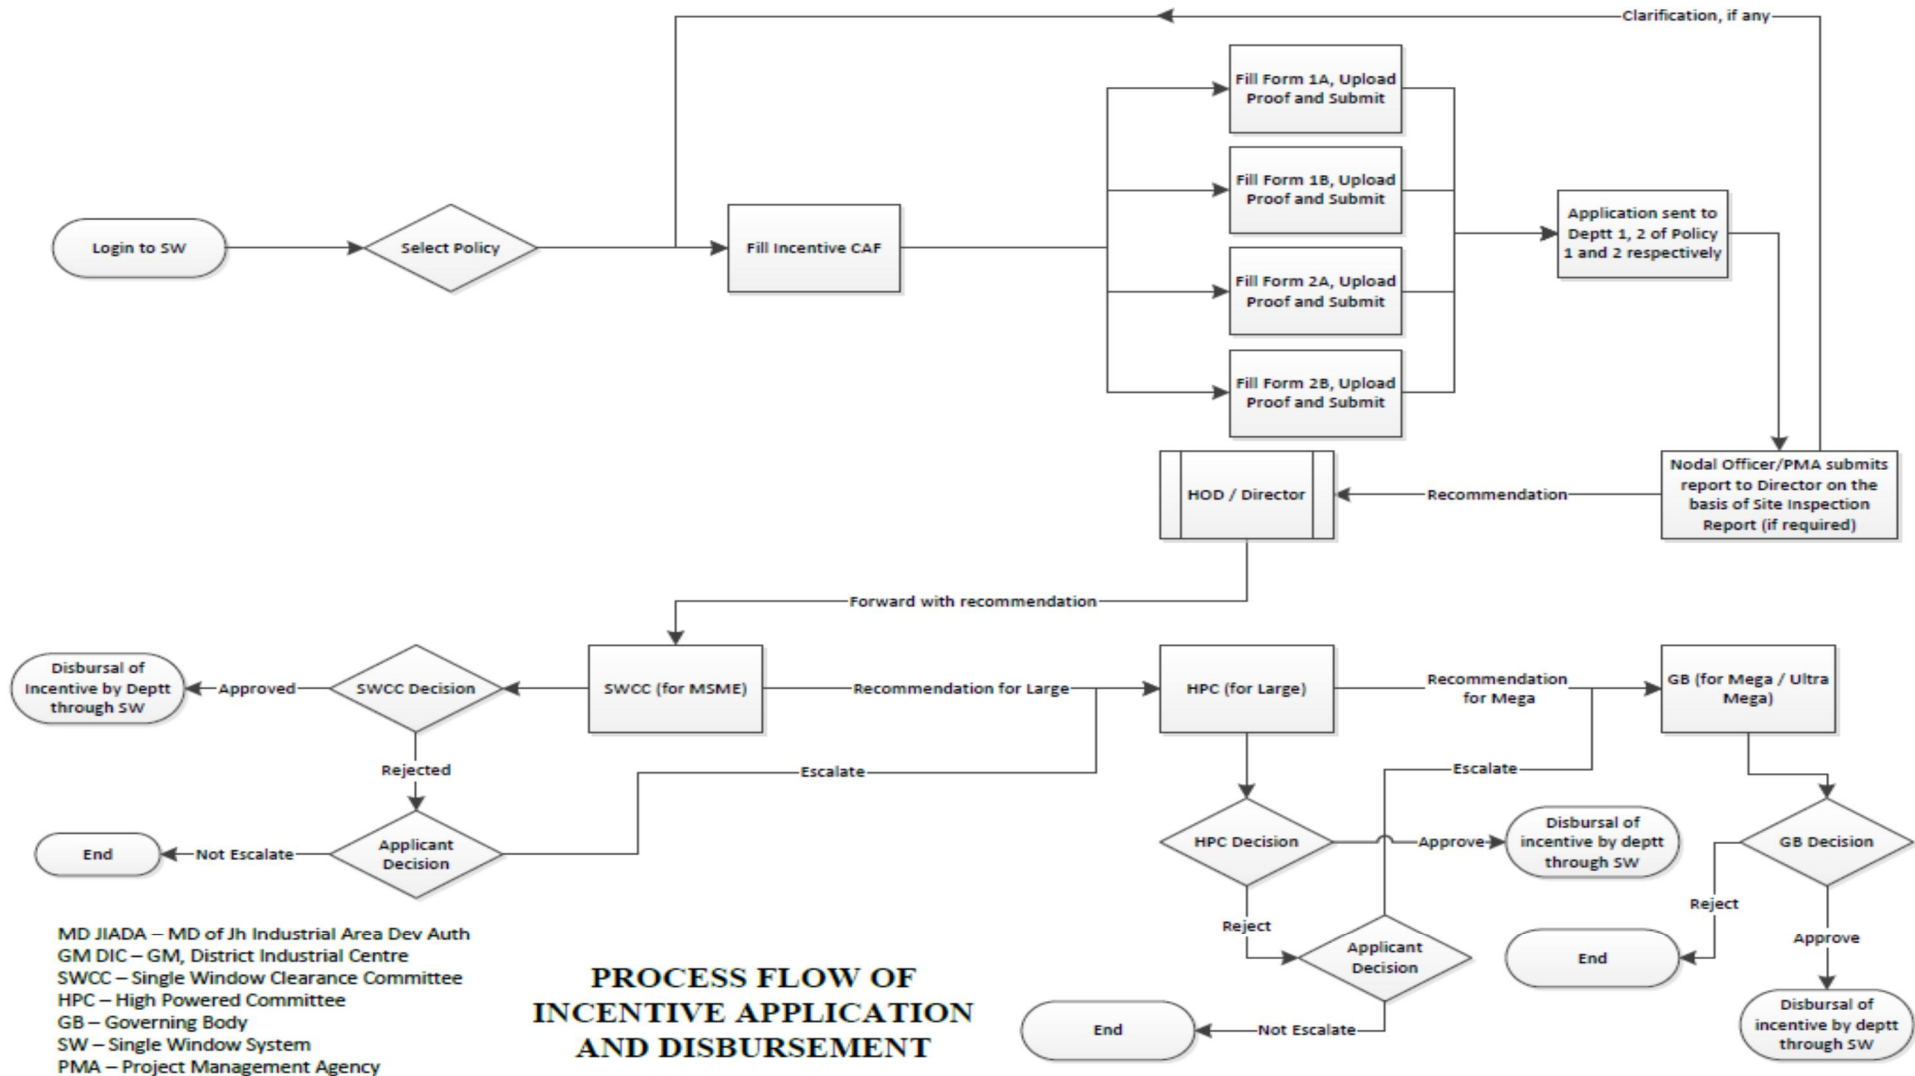 Clarification, if any
Fill Form 1A, Upload
Proof and Submit
Fill Form 1B, Upload
Proof and Submit
Login to SW
Select Policy
Fill Incentive CAF
Application sent to
Deptt 1, 2 of Policy
1 and 2 respectively
Fill Form 2A, Upload
Proof and Submit
Fill Form 2B, Upload
Proof and Submit
HOD / Director
Recommendation
Nodal Officer/PMA submits
report to Director on the
basis of Site Inspection
Report (if required)
Forward with recommendation
Disbursal of
Incentive by Deptt
through SW
Approved
SWCC Decision
SWCC (for MSME)
Recommendation for Large
HPC (for Large)
Recommendation
for Mega
GB (for Mega / Ultra
Mega)
Rejected
Escalate
Escalate
End
Not Escalate
Applicant
Decision
HPC Decision
Approve
Disbursal of
incentive by deptt
through SW
GB Decision
Reject
Reject
Applicant
Decision
End
Approve
End
Not Escalate
Disbursal of
incentive by deptt
through SW
MD JIADA – MD of Jh Industrial Area Dev Auth
GM DIC – GM, District Industrial Centre
SWCC – Single Window Clearance Committee
HPC – High Powered Committee
GB – Governing Body
SW – Single Window System
PMA – Project Management Agency
PROCESS FLOW OF
INCENTIVE APPLICATION
AND DISBURSEMENT